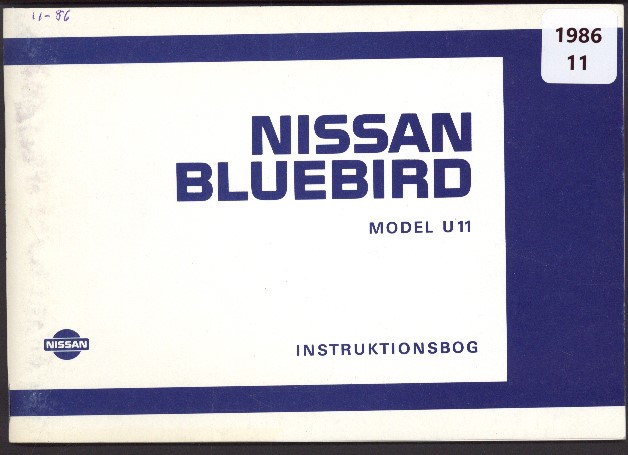 11-86
1986
11
NISSAN
BLUEBIRD
MODEL U11
NISSAN
INSTRUKTIONSBOG